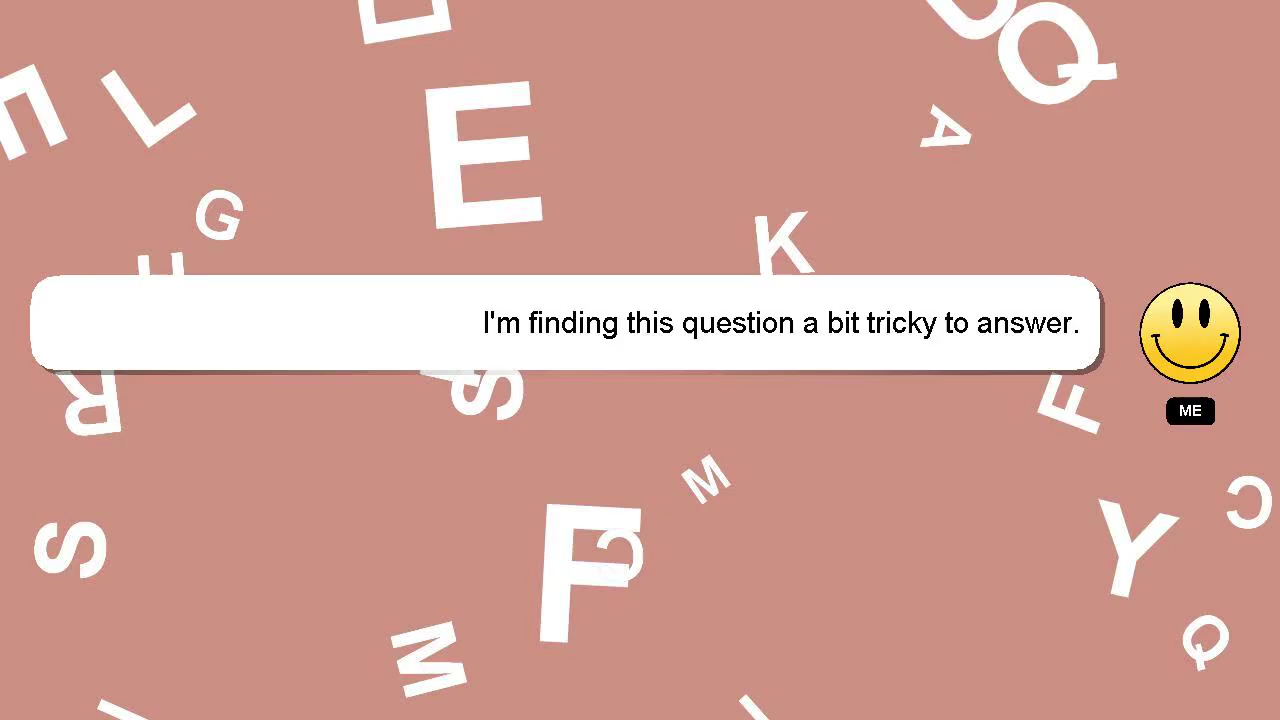 E
L
E
Q
A
G
K
I'm finding this question a bit tricky to answer.
ME
R
S
F
M
S
F
G
Y
C
M
Q